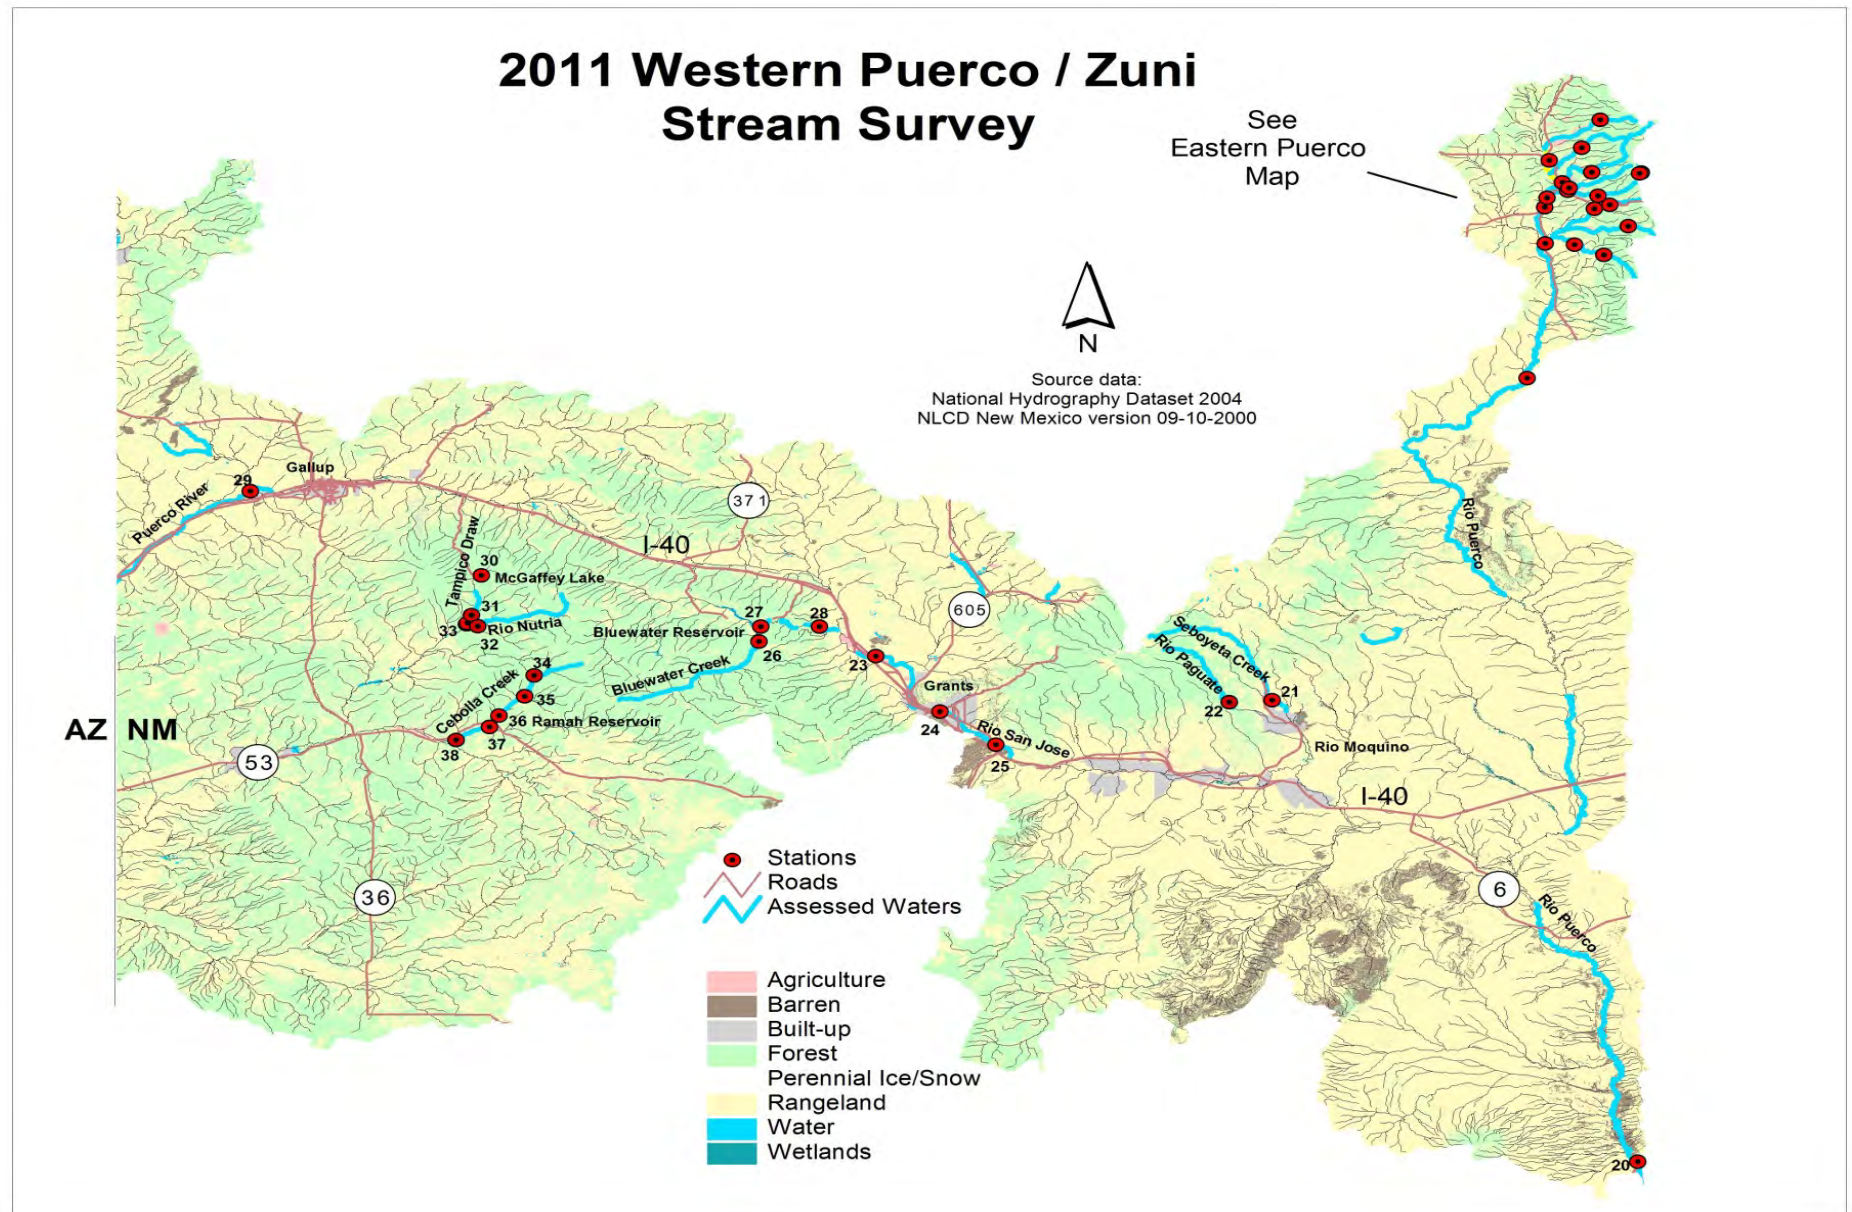 2011 Western Puerco / Zuni
Stream Survey
See
Eastern Puerco
Map
N
Source data:
National Hydrography Dataset 2004
NLCD New Mexico version 09-10-2000
Gallup
29
Puerco River
371
I-40
Tampico Draw
30
McGaffey Lake
31
33
Rio Nutria
32
605
27
28
Bluewater Reservoir
26
Bluewater Creek
23
34
Cebolla Creek
35
36 Ramah Reservoir
37
38
Grants
24
Rio San Jose
25
Seboyeta Creek
Rio Paguate
21
22
Rio Moquino
Rio Puerco
AZ NM
53
36
I-40
6
Rio Puerco
20
Stations
Roads
Assessed Waters
Agriculture
Barren
Built-up
Forest
Perennial Ice/Snow
Rangeland
Water
Wetlands